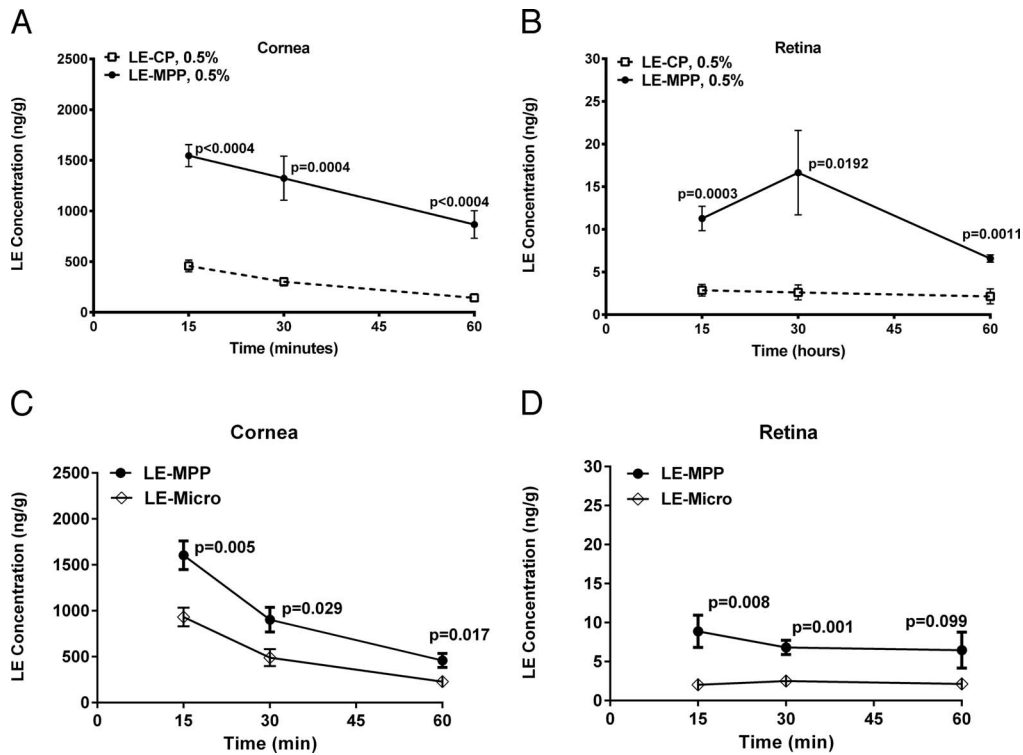 A
Cornea
LE-CP, 0.5%
LE-MPP, 0.5%
LE Concentration (ng/g)
2500
2000
1500
1000
500
0
p<0.0004
p=0.0004
p<0.0004
0 15 30 45 60
Time (minutes)
B
Retina
LE-CP, 0.5%
LE-MPP, 0.5%
LE Concentration (ng/g)
30
25
20
15
10
5
0
p=0.0003
p=0.0192
p=0.0011
0 15 30 45 60
Time (hours)
C
Cornea
LE-MPP
LE-Micro
LE Concentration (ng/g)
2500
2000
1500
1000
500
0
p=0.005
p=0.029
p=0.017
0 15 30 45 60
Time (min)
D
Retina
LE-MPP
LE-Micro
LE Concentration (ng/g)
30
25
20
15
10
5
0
p=0.008
p=0.001
p=0.099
0 15 30 45 60
Time (min)